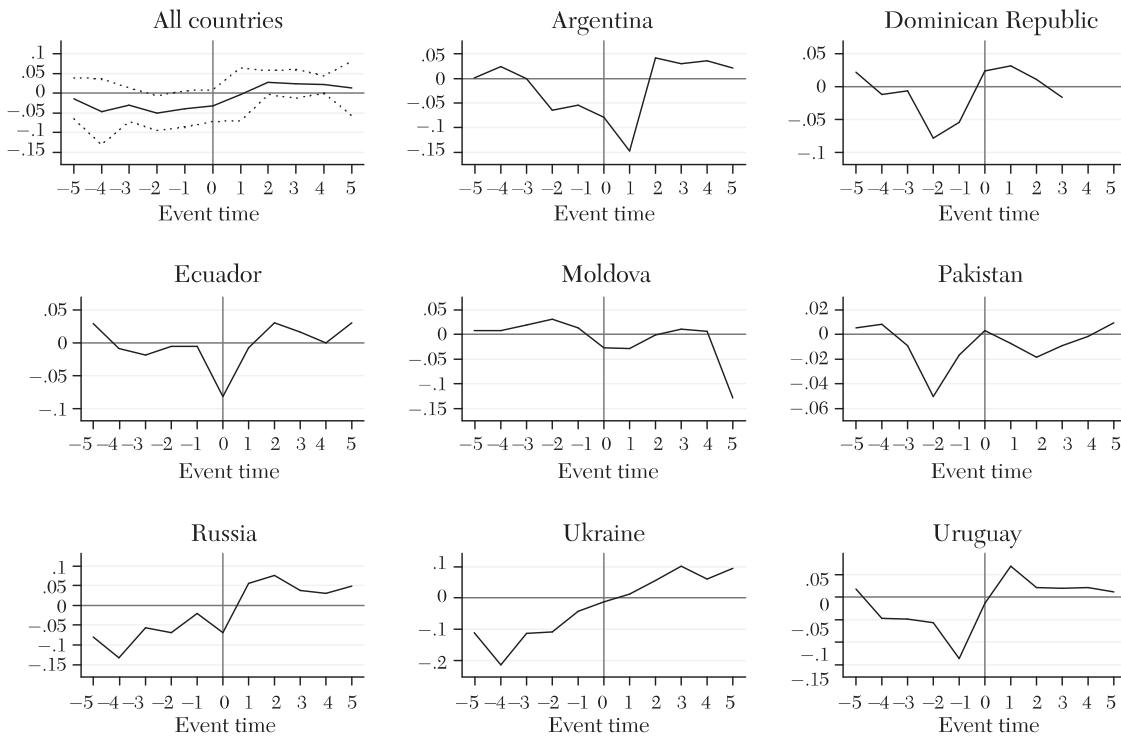 All countries
.1
.05
0
−.05
−.1
−.15
−5 −4 −3 −2 −1 0 1 2 3 4 5
Event time
Argentina
.05
0
−.05
−.1
−.15
−5 −4 −3 −2 −1 0 1 2 3 4 5
Event time
Dominican Republic
.05
0
−.05
−.1
−5 −4 −3 −2 −1 0 1 2 3 4 5
Event time
Ecuador
.05
0
−.05
−.1
−5 −4 −3 −2 −1 0 1 2 3 4 5
Event time
Moldova
.05
0
−.05
−.1
−.15
−5 −4 −3 −2 −1 0 1 2 3 4 5
Event time
Pakistan
.02
0
−.02
−.04
−.06
−5 −4 −3 −2 −1 0 1 2 3 4 5
Event time
Russia
.1
.05
0
−.05
−.1
−.15
−5 −4 −3 −2 −1 0 1 2 3 4 5
Event time
Ukraine
.1
0
−.1
−.2
−5 −4 −3 −2 −1 0 1 2 3 4 5
Event time
Uruguay
.05
0
−.05
−.1
−.15
−5 −4 −3 −2 −1 0 1 2 3 4 5
Event time